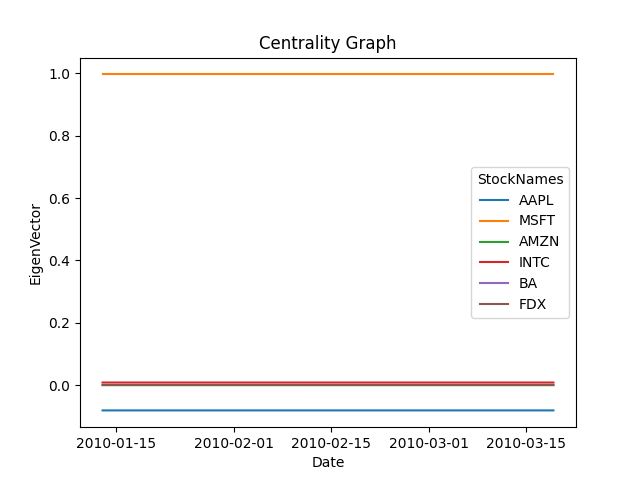 Centrality Graph
EigenVector
1.0
0.8
0.6
0.4
0.2
0.0
StockNames
AAPL
MSFT
AMZN
INTC
BA
FDX
2010-01-15 2010-02-01 2010-02-15 2010-03-01 2010-03-15
Date